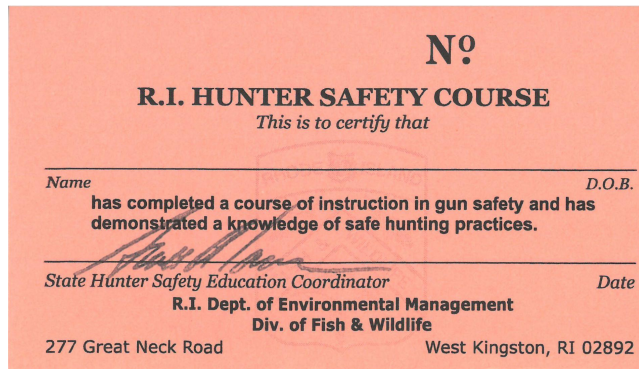 Nº
R.I. HUNTER SAFETY COURSE
This is to certify that
RHODE ISLAND
Name D.O.B.
has completed a course of instruction in gun safety and has
demonstrated a knowledge of safe hunting practices.
State Hunter Safety Education Coordinator Date
R.I. Dept. of Environmental Management
Div. of Fish & Wildlife
277 Great Neck Road West Kingston, RI 02892